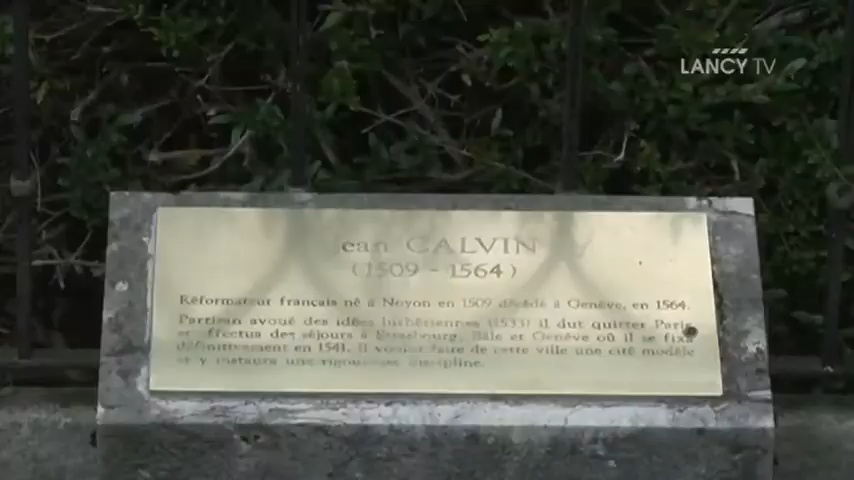 LANCY TV
ean CALVIN
(1509 - 1564)
Réformateur français né à Noyon en 1509 décédé à Genève, en 1564.
Partisan avoué des idées luthériennes (1533) il dut quitter Paris
et effectua des séjours à Strasbourg, Bâle et Genève où il se fixa
définitivement en 1541. Il voulut faire de cette ville une cité modèle
et y instaura une rigoureuse discipline.